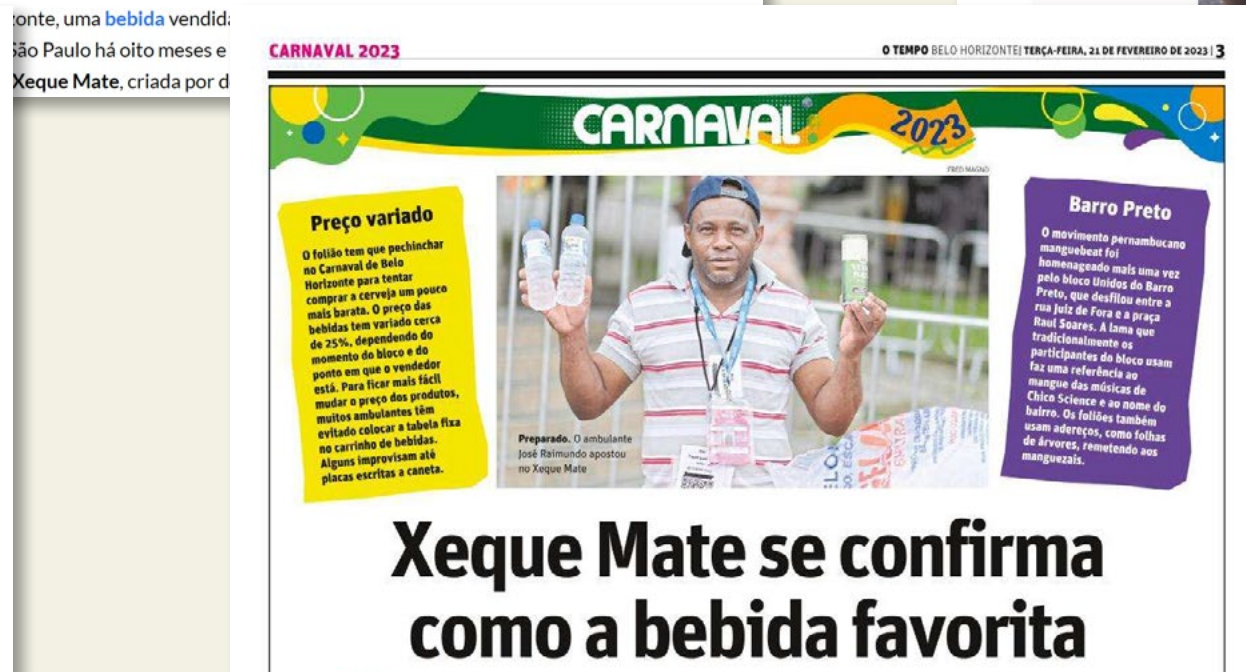 zonte, uma bebida vendid
São Paulo há oito meses e
Xeque Mate, criada por d
CARNAVAL 2023
O TEMPO BELO HORIZONTE| TERÇA-FEIRA, 21 DE FEVEREIRO DE 2023 | 3
CARNAVAL 2023
FRED MAGNO
Preço variado
O folião tem que pechinchar
no Carnaval de Belo
Horizonte para tentar
comprar a cerveja um pouco
mais barata. O preço das
bebidas tem variado cerca
de 25%, dependendo do
momento do bloco e do
ponto em que o vendedor
está. Para ficar mais fácil
mudar o preço dos produtos,
muitos ambulantes têm
evitado colocar a tabela fixa
no carrinho de bebidas.
Alguns improvisam até
placas escritas a caneta.
Preparado. O ambulante
José Raimundo apostou
no Xeque Mate
Barro Preto
O movimento pernambucano
manguebeat foi
homenageado mais uma vez
pelo bloco Unidos do Barro
Preto, que desfilou entre a
rua Juiz de Fora e a praça
Raul Soares. A lama que
tradicionalmente os
participantes do bloco usam
faz uma referência ao
mangue das músicas de
Chico Science e ao nome do
bairro. Os foliões também
usam adereços, como folhas
de árvores, remetendo aos
manguezais.
Xeque Mate se confirma
como a bebida favorita